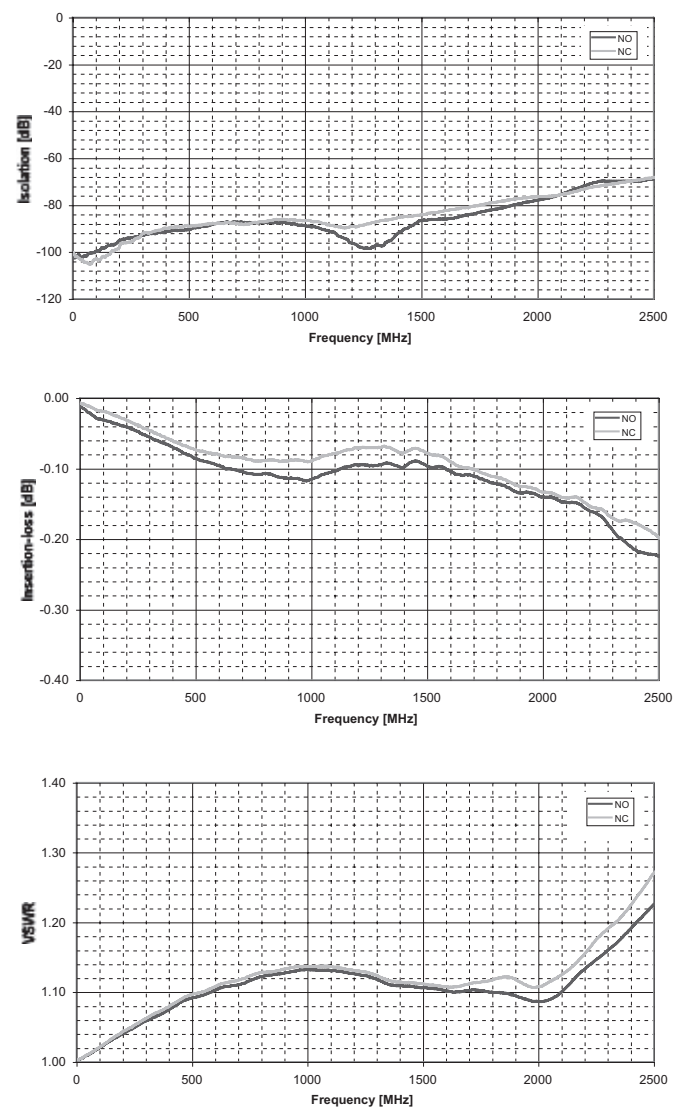 0
-20
-40
-60
-80
-100
-120
Isolation [dB]
NO
NC
0 500 1000 1500 2000 2500
Frequency [MHz]
0.00
-0.10
-0.20
-0.30
-0.40
Insertion-loss [dB]
NO
NC
0 500 1000 1500 2000 2500
Frequency [MHz]
1.40
1.30
1.20
1.10
1.00
VSWR
NO
NC
0 500 1000 1500 2000 2500
Frequency [MHz]